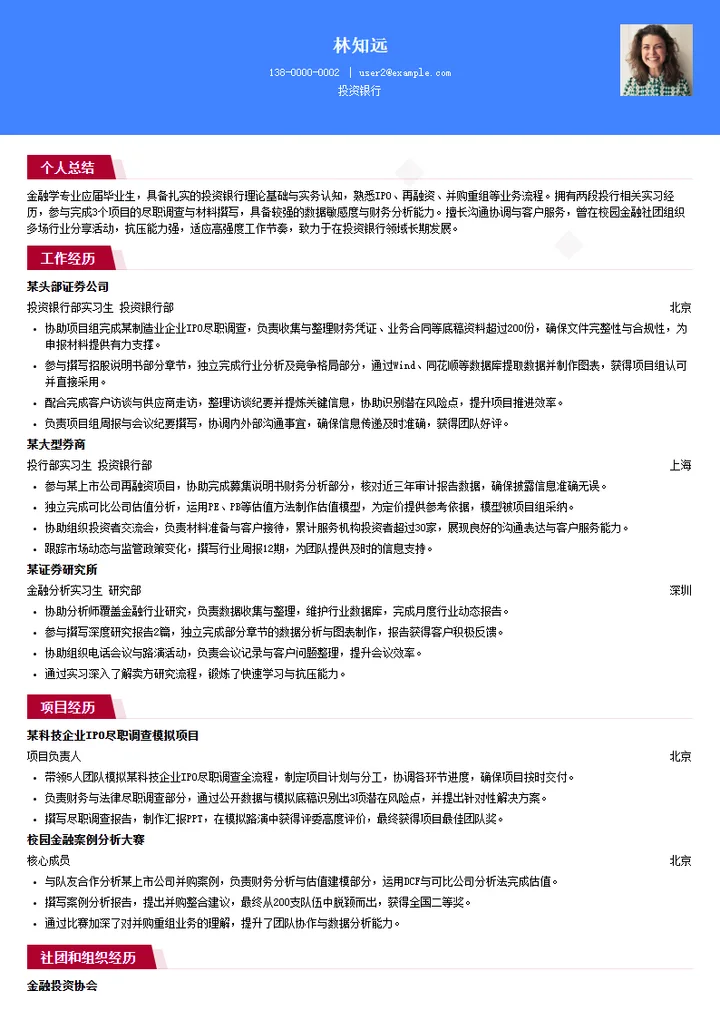 林知远
138-0000-0002 | user2@example.com
投资银行
个人总结
金融学专业应届毕业生，具备扎实的投资银行理论基础与实务认知，熟悉IPO、再融资、并购重组等业务流程。拥有两段投行相关实习经
历，参与完成3个项目的尽职调查与材料撰写，具备较强的数据敏感度与财务分析能力。擅长沟通协调与客户服务，曾在校园金融社团组织
多场行业分享活动，抗压能力强，适应高强度工作节奏，致力于在投资银行领域长期发展。
工作经历
某头部证券公司
投资银行部实习生 投资银行部 北京
• 协助项目组完成某制造业企业IPO尽职调查，负责收集与整理财务凭证、业务合同等底稿资料超过200份，确保文件完整性与合规性，为
申报材料提供有力支撑。
• 参与撰写招股说明书部分章节，独立完成行业分析及竞争格局部分，通过Wind、同花顺等数据库提取数据并制作图表，获得项目组认可
并直接采用。
• 配合完成客户访谈与供应商走访，整理访谈纪要并提炼关键信息，协助识别潜在风险点，提升项目推进效率。
• 负责项目组周报与会议纪要撰写，协调内外部沟通事宜，确保信息传递及时准确，获得团队好评。
某大型券商
投行部实习生 投资银行部 上海
• 参与某上市公司再融资项目，协助完成募集说明书财务分析部分，核对近三年审计报告数据，确保披露信息准确无误。
• 独立完成可比公司估值分析，运用PE、PB等估值方法制作估值模型，为定价提供参考依据，模型被项目组采纳。
• 协助组织投资者交流会，负责材料准备与客户接待，累计服务机构投资者超过30家，展现良好的沟通表达与客户服务能力。
• 跟踪市场动态与监管政策变化，撰写行业周报12期，为团队提供及时的信息支持。
某证券研究所
金融分析实习生 研究部 深圳
• 协助分析师覆盖金融行业研究，负责数据收集与整理，维护行业数据库，完成月度行业动态报告。
• 参与撰写深度研究报告2篇，独立完成部分章节的数据分析与图表制作，报告获得客户积极反馈。
• 协助组织电话会议与路演活动，负责会议记录与客户问题整理，提升会议效率。
• 通过实习深入了解卖方研究流程，锻炼了快速学习与抗压能力。
项目经历
某科技企业IPO尽职调查模拟项目
项目负责人 北京
• 带领5人团队模拟某科技企业IPO尽职调查全流程，制定项目计划与分工，协调各环节进度，确保项目按时交付。
• 负责财务与法律尽职调查部分，通过公开数据与模拟底稿识别出3项潜在风险点，并提出针对性解决方案。
• 撰写尽职调查报告，制作汇报PPT，在模拟路演中获得评委高度评价，最终获得项目最佳团队奖。
校园金融案例分析大赛
核心成员 北京
• 与队友合作分析某上市公司并购案例，负责财务分析与估值建模部分，运用DCF与可比公司分析法完成估值。
• 撰写案例分析报告，提出并购整合建议，最终从200支队伍中脱颖而出，获得全国二等奖。
• 通过比赛加深了对并购重组业务的理解，提升了团队协作与数据分析能力。
社团和组织经历
金融投资协会